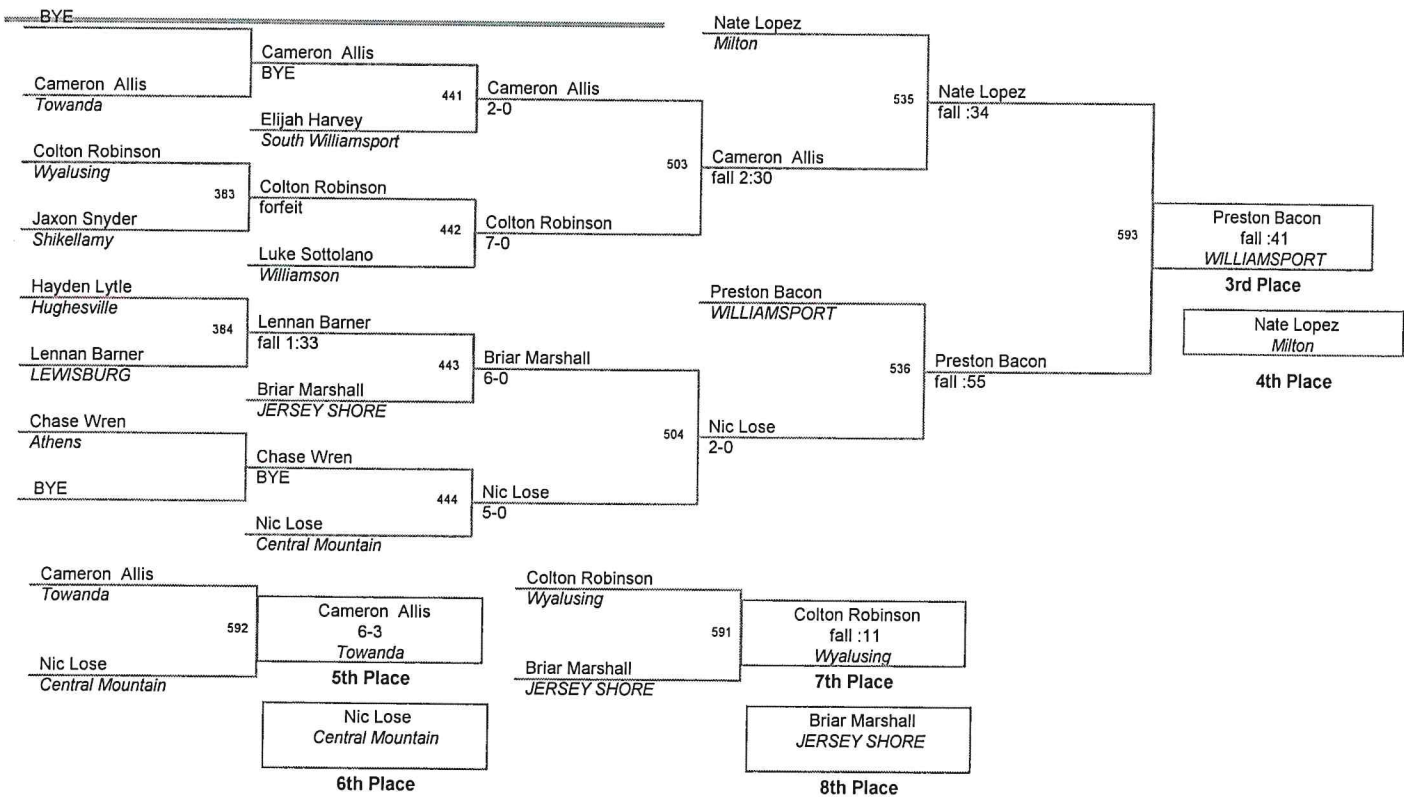 BYE
Cameron Allis
Towanda
Colton Robinson
Wyalusing
383
Jaxon Snyder
Shikellamy
Hayden Lytle
Hughesville
384
Lennan Barner
LEWISBURG
Chase Wren
Athens
BYE
Cameron Allis
BYE
441
Elijah Harvey
South Williamsport
Colton Robinson
forfeit
442
Luke Sottolano
Williamson
Lennan Barner
fall 1:33
443
Briar Marshall
JERSEY SHORE
Chase Wren
BYE
444
Nic Lose
Central Mountain
Cameron Allis
2-0
503
Colton Robinson
7-0
Briar Marshall
6-0
504
Nic Lose
5-0
Nate Lopez
Milton
535
Cameron Allis
fall 2:30
Preston Bacon
WILLIAMSPORT
536
Nic Lose
2-0
Nate Lopez
fall :34
593
Preston Bacon
fall :55
Preston Bacon
fall :41
WILLIAMSPORT
3rd Place
Nate Lopez
Milton
4th Place
Cameron Allis
Towanda
592
Nic Lose
Central Mountain
Cameron Allis
6-3
Towanda
5th Place
Nic Lose
Central Mountain
6th Place
Colton Robinson
Wyalusing
591
Briar Marshall
JERSEY SHORE
Colton Robinson
fall :11
Wyalusing
7th Place
Briar Marshall
JERSEY SHORE
8th Place